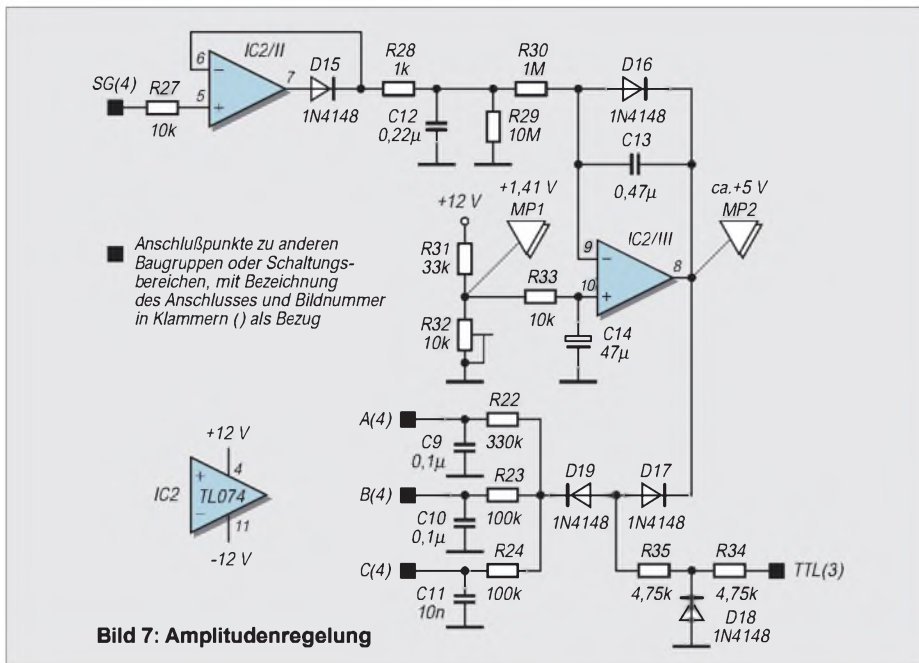 IC2/II
6
7
5
SG(4)
R27
10k
D15
1N4148
R28
1k
C12
0,22µ
R29
10M
R30
1M
D16
1N4148
C13
0,47µ
+1,41 V
MP1
ca.+5 V
MP2
+12 V
R31
33k
R32
10k
R33
10k
IC2/III
9
10
8
C14
47µ
Anschlußpunkte zu anderen
Baugruppen oder Schaltungs-
bereichen, mit Bezeichnung
des Anschlusses und Bildnummer
in Klammern () als Bezug
A(4)
R22
330k
C9
0,1µ
B(4)
R23
100k
C10
0,1µ
C(4)
R24
100k
C11
10n
D19
1N4148
D17
1N4148
R35
4,75k
R34
4,75k
TTL(3)
D18
1N4148
+12 V
4
IC2
TL074
11
-12 V
Bild 7: Amplitudenregelung